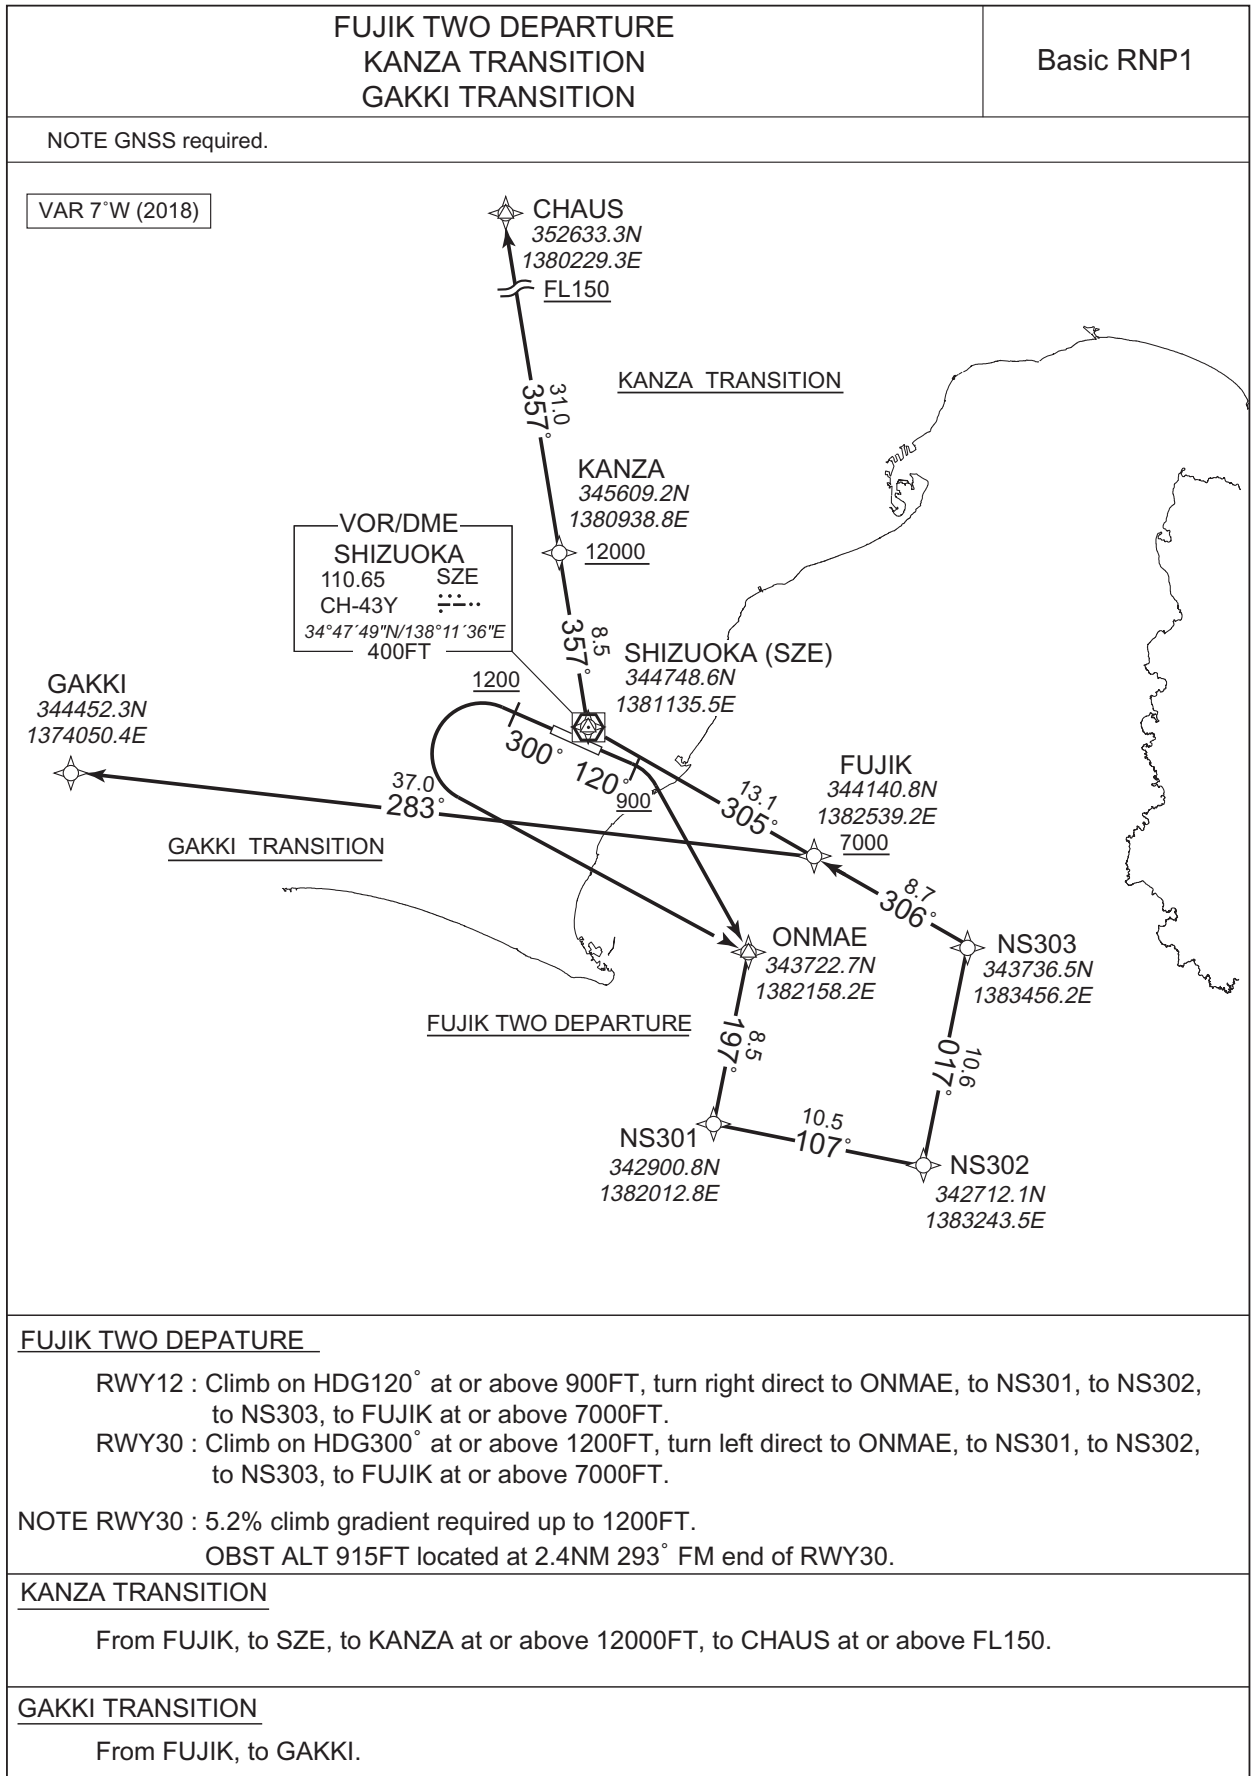 FUJIK TWO DEPARTURE
KANZA TRANSITION
GAKKI TRANSITION
Basic RNP1
NOTE GNSS required.
VAR 7˚W (2018)
CHAUS
352633.3N
1380229.3E
FL150
KANZA TRANSITION
31.0
357˚
KANZA
345609.2N
1380938.8E
12000
VOR/DME
SHIZUOKA
110.65 SZE
CH-43Y
34°47´49"N/138°11´36"E
400FT
8.5
357˚
SHIZUOKA (SZE)
344748.6N
1381135.5E
1200
GAKKI
344452.3N
1374050.4E
300˚
120˚
900
37.0
283˚
13.1
305˚
FUJIK
344140.8N
1382539.2E
7000
GAKKI TRANSITION
8.7
306˚
ONMAE
343722.7N
1382158.2E
NS303
343736.5N
1383456.2E
FUJIK TWO DEPARTURE
8.5
197˚
10.6
017˚
10.5
107˚
NS301
342900.8N
1382012.8E
NS302
342712.1N
1383243.5E
FUJIK TWO DEPATURE
RWY12 : Climb on HDG120˚ at or above 900FT, turn right direct to ONMAE, to NS301, to NS302,
to NS303, to FUJIK at or above 7000FT.
RWY30 : Climb on HDG300˚ at or above 1200FT, turn left direct to ONMAE, to NS301, to NS302,
to NS303, to FUJIK at or above 7000FT.
NOTE RWY30 : 5.2% climb gradient required up to 1200FT.
OBST ALT 915FT located at 2.4NM 293˚ FM end of RWY30.
KANZA TRANSITION
From FUJIK, to SZE, to KANZA at or above 12000FT, to CHAUS at or above FL150.
GAKKI TRANSITION
From FUJIK, to GAKKI.